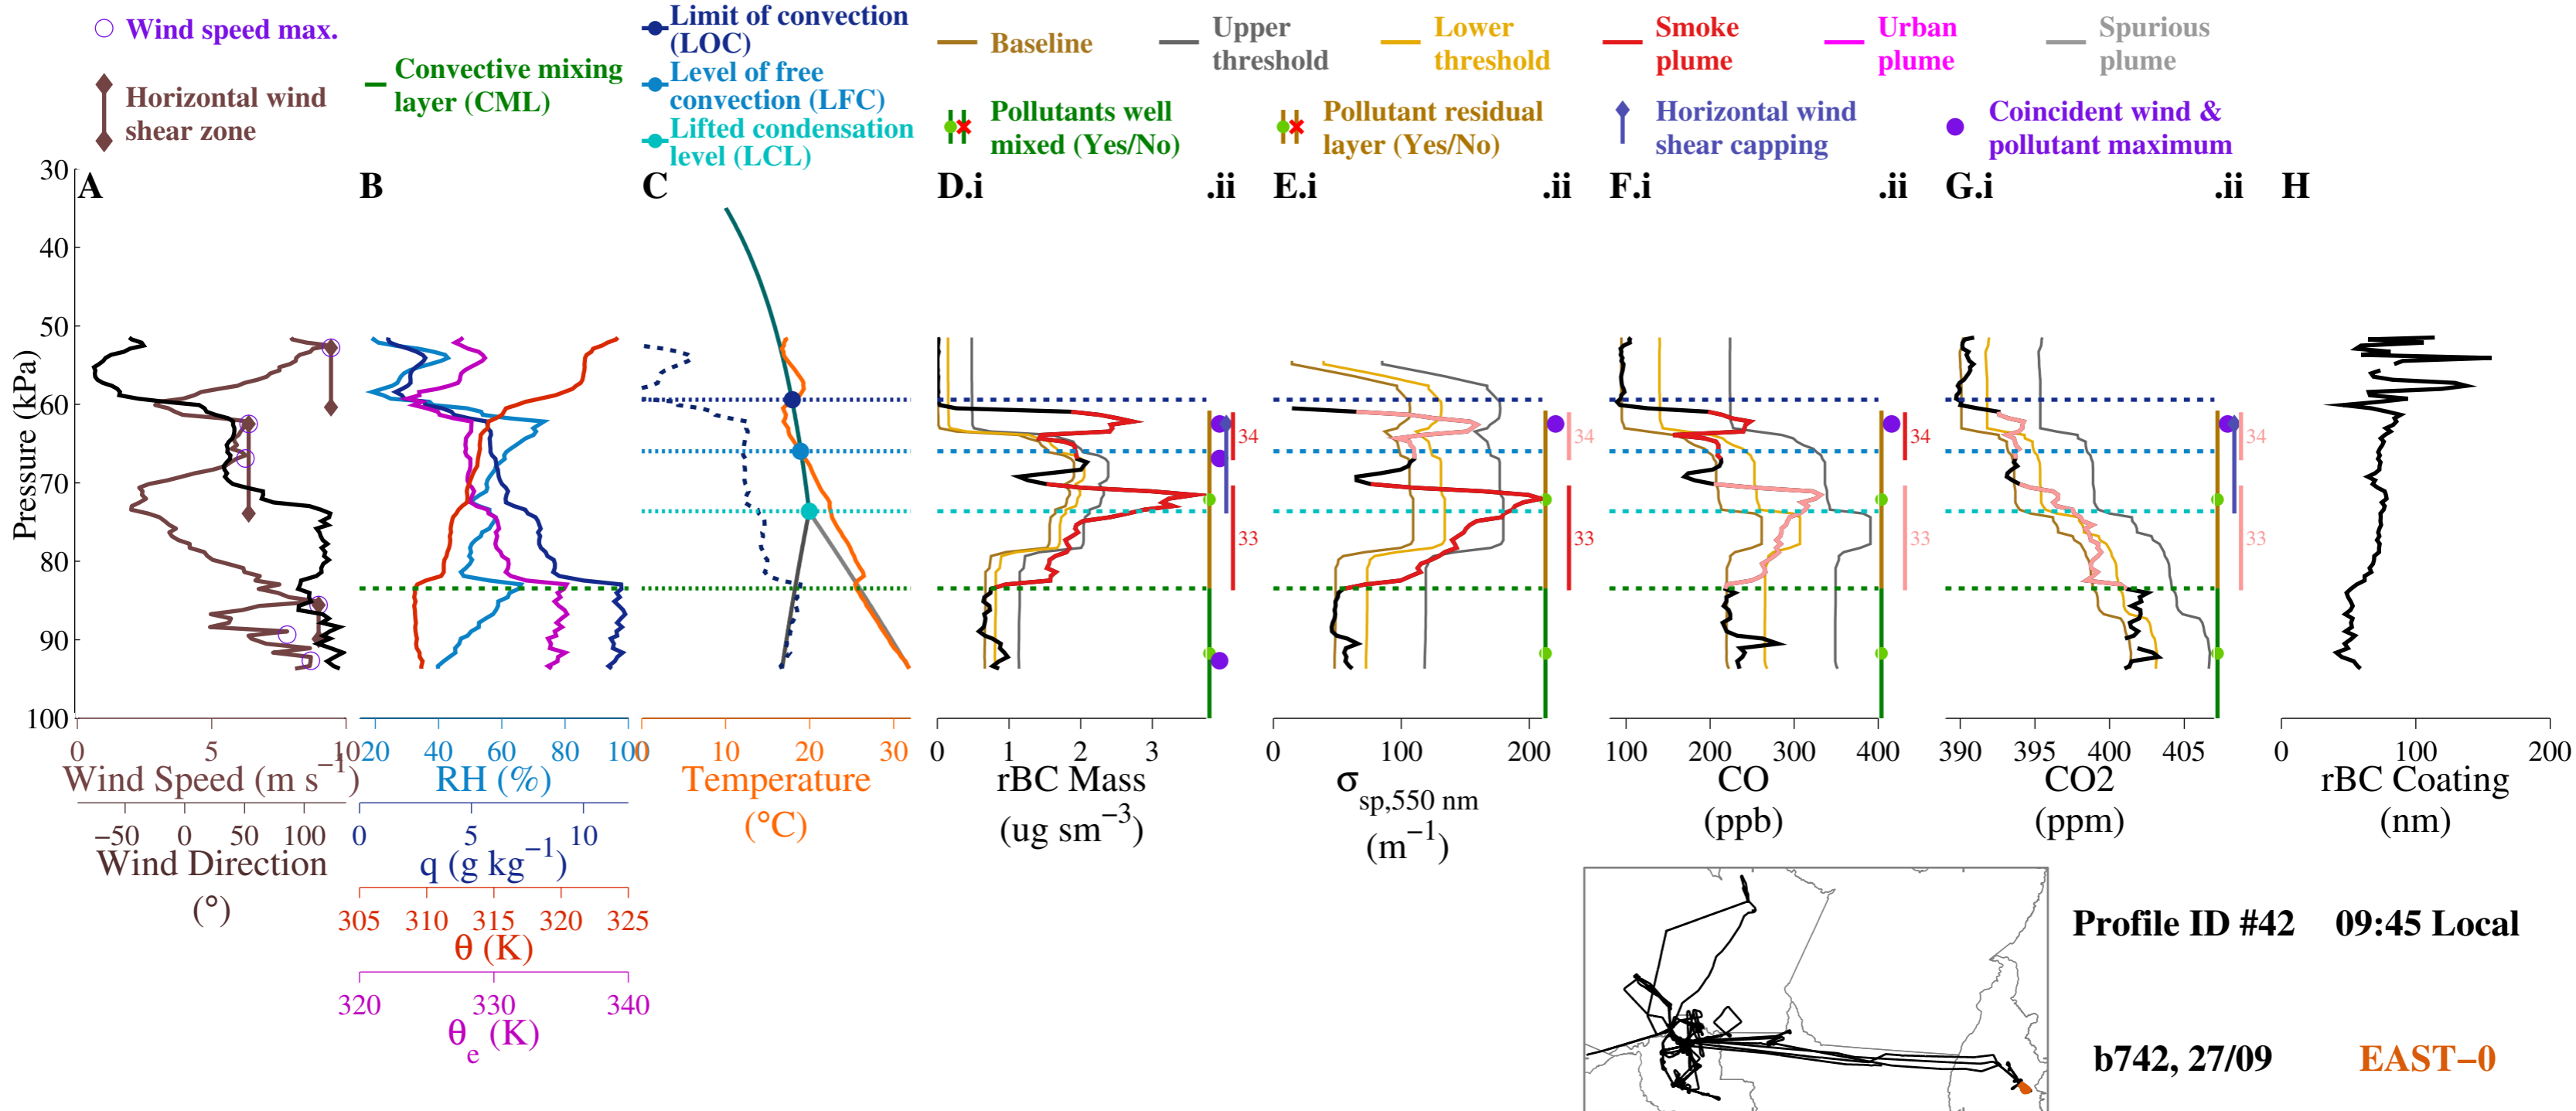 Wind speed max.
Horizontal wind
shear zone
Convective mixing
layer (CML)
Limit of convection
(LOC)
Level of free
convection (LFC)
Lifted condensation
level (LCL)
Baseline
Upper
threshold
Lower
threshold
Smoke
plume
Urban
plume
Spurious
plume
Pollutants well
mixed (Yes/No)
Pollutant residual
layer (Yes/No)
Horizontal wind
shear capping
Coincident wind &
pollutant maximum
A B C D.i .ii E.i .ii F.i .ii G.i .ii H
Pressure (kPa)
30
40
50
60
70
80
90
100
34 34 34 34
33 33 33 33
0 5 10
Wind Speed (m s−1)
−50 0 50 100
Wind Direction
(°)
20 40 60 80 100
RH (%)
0 5 10
q (g kg−1)
305 310 315 320 325
θ (K)
320 330 340
θe (K)
0 10 20 30
Temperature
(°C)
0 1 2 3
rBC Mass
(ug sm−3)
0 100 200
σsp,550 nm
(m−1)
100 200 300 400
CO
(ppb)
390 395 400 405
CO2
(ppm)
0 100 200
rBC Coating
(nm)
Profile ID #42 09:45 Local
b742, 27/09 EAST−0